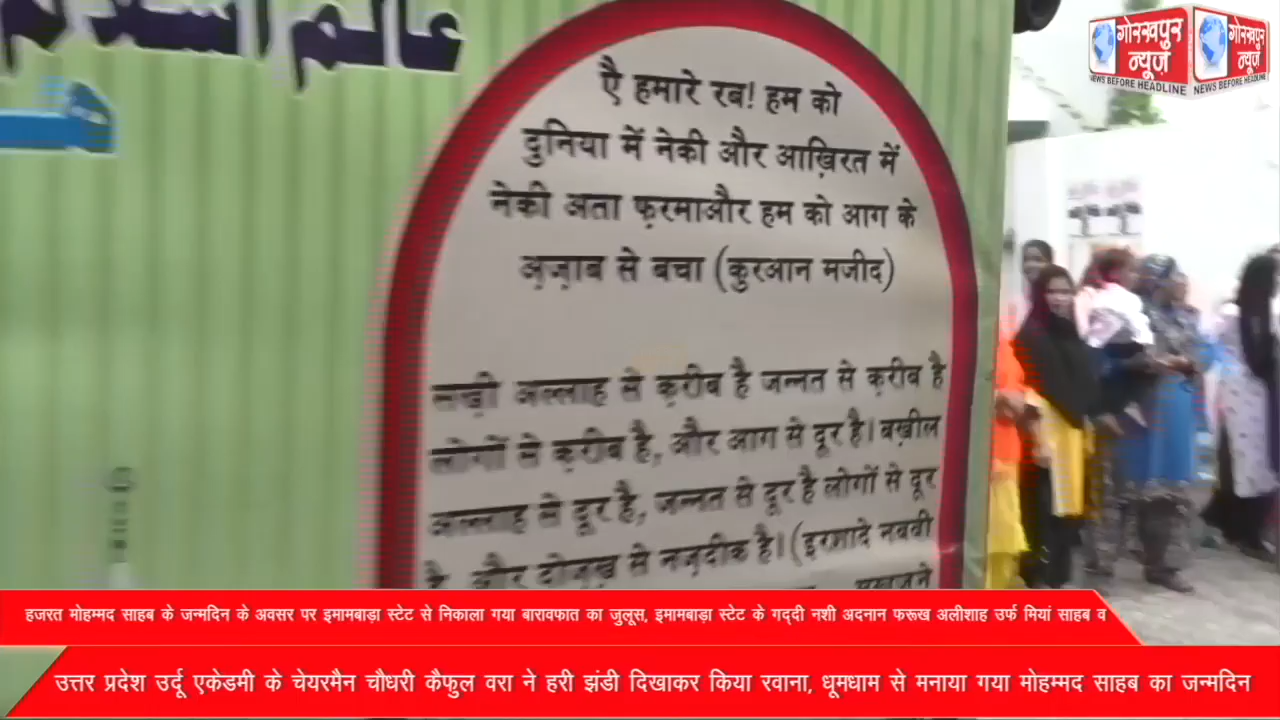 عالم اسلام
गोरखपुर
न्यूज़
NEWS BEFORE HEADLINE
गोरखपुर
न्यूज़
NEWS BEFORE HEADLINE
ऐ हमारे रब! हम को
दुनिया में नेकी और आख़िरत में
नेकी अता फ़रमाऔर हम को आग के
अज़ाब से बचा (क़ुरआन मजीद)
सख़ी अल्लाह से क़रीब है जन्नत से क़रीब है
लोगों से क़रीब है, और आग से दूर है। बख़ील
अल्लाह से दूर है, जन्नत से दूर है लोगों से दूर
है, और दोज़ख़ से नज़दीक है। (इरशादे नबवी
हजरत मोहम्मद साहब के जन्मदिन के अवसर पर इमामबाड़ा स्टेट से निकाला गया बारावफात का जुलूस, इमामबाड़ा स्टेट के गद्दी नशी अदनान फरूख अलीशाह उर्फ मियां साहब व
उत्तर प्रदेश उर्दू एकेडमी के चेयरमैन चौधरी कैफुल वरा ने हरी झंडी दिखाकर किया रवाना, धूमधाम से मनाया गया मोहम्मद साहब का जन्मदिन